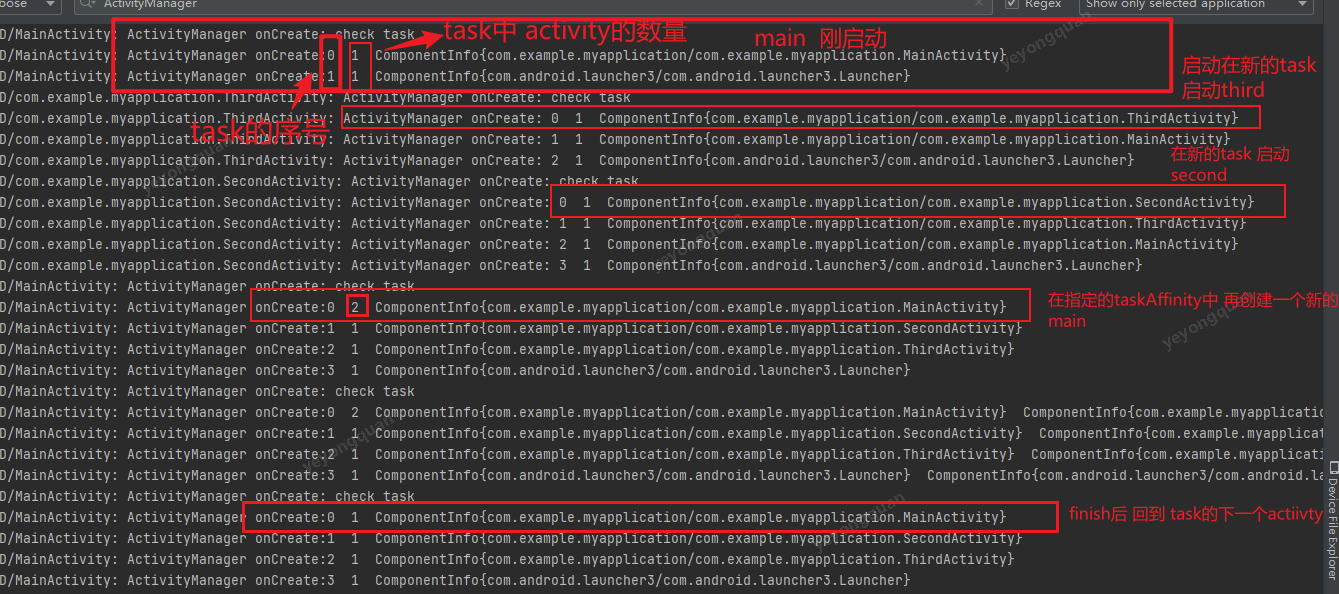 ActivityManager
Regex
Show only selected application
D/MainActivity: ActivityManager onCreate: check task
task中 activity的数量
main 刚启动
D/MainActivity: ActivityManager onCreate:0 1 ComponentInfo{com.example.myapplication/com.example.myapplication.MainActivity}
D/MainActivity: ActivityManager onCreate:1 1 ComponentInfo{com.android.launcher3/com.android.launcher3.Launcher}
启动在新的task
启动third
D/com.example.myapplication.ThirdActivity: ActivityManager onCreate: check task
D/com.example.myapplication.ThirdActivity: ActivityManager onCreate: 0 1 ComponentInfo{com.example.myapplication/com.example.myapplication.ThirdActivity}
task的序号
D/com.example.myapplication.ThirdActivity: ActivityManager onCreate: 1 1 ComponentInfo{com.example.myapplication/com.example.myapplication.MainActivity}
D/com.example.myapplication.ThirdActivity: ActivityManager onCreate: 2 1 ComponentInfo{com.android.launcher3/com.android.launcher3.Launcher}
在新的task 启动
second
D/com.example.myapplication.SecondActivity: ActivityManager onCreate: check task
D/com.example.myapplication.SecondActivity: ActivityManager onCreate: 0 1 ComponentInfo{com.example.myapplication/com.example.myapplication.SecondActivity}
D/com.example.myapplication.SecondActivity: ActivityManager onCreate: 1 1 ComponentInfo{com.example.myapplication/com.example.myapplication.ThirdActivity}
D/com.example.myapplication.SecondActivity: ActivityManager onCreate: 2 1 ComponentInfo{com.example.myapplication/com.example.myapplication.MainActivity}
D/com.example.myapplication.SecondActivity: ActivityManager onCreate: 3 1 ComponentInfo{com.android.launcher3/com.android.launcher3.Launcher}
D/MainActivity: ActivityManager onCreate: check task
D/MainActivity: ActivityManager onCreate:0 2 ComponentInfo{com.example.myapplication/com.example.myapplication.MainActivity}
在指定的taskAffinity中 再创建一个新的
main
D/MainActivity: ActivityManager onCreate:1 1 ComponentInfo{com.example.myapplication/com.example.myapplication.SecondActivity}
D/MainActivity: ActivityManager onCreate:2 1 ComponentInfo{com.example.myapplication/com.example.myapplication.ThirdActivity}
D/MainActivity: ActivityManager onCreate:3 1 ComponentInfo{com.android.launcher3/com.android.launcher3.Launcher}
D/MainActivity: ActivityManager onCreate: check task
D/MainActivity: ActivityManager onCreate:0 2 ComponentInfo{com.example.myapplication/com.example.myapplication.MainActivity} ComponentInfo{com.example.myapplication/c
D/MainActivity: ActivityManager onCreate:1 1 ComponentInfo{com.example.myapplication/com.example.myapplication.SecondActivity} ComponentInfo{com.example.myapplicat
D/MainActivity: ActivityManager onCreate:2 1 ComponentInfo{com.example.myapplication/com.example.myapplication.ThirdActivity} ComponentInfo{com.example.myapplicati
D/MainActivity: ActivityManager onCreate:3 1 ComponentInfo{com.android.launcher3/com.android.launcher3.Launcher} ComponentInfo{com.android.launcher3/com.android.la
D/MainActivity: ActivityManager onCreate: check task
D/MainActivity: ActivityManager onCreate:0 1 ComponentInfo{com.example.myapplication/com.example.myapplication.MainActivity}
finish后 回到 task的下一个actiivty
D/MainActivity: ActivityManager onCreate:1 1 ComponentInfo{com.example.myapplication/com.example.myapplication.SecondActivity}
D/MainActivity: ActivityManager onCreate:2 1 ComponentInfo{com.example.myapplication/com.example.myapplication.ThirdActivity}
D/MainActivity: ActivityManager onCreate:3 1 ComponentInfo{com.android.launcher3/com.android.launcher3.Launcher}
Device File Explorer
yeyongquan